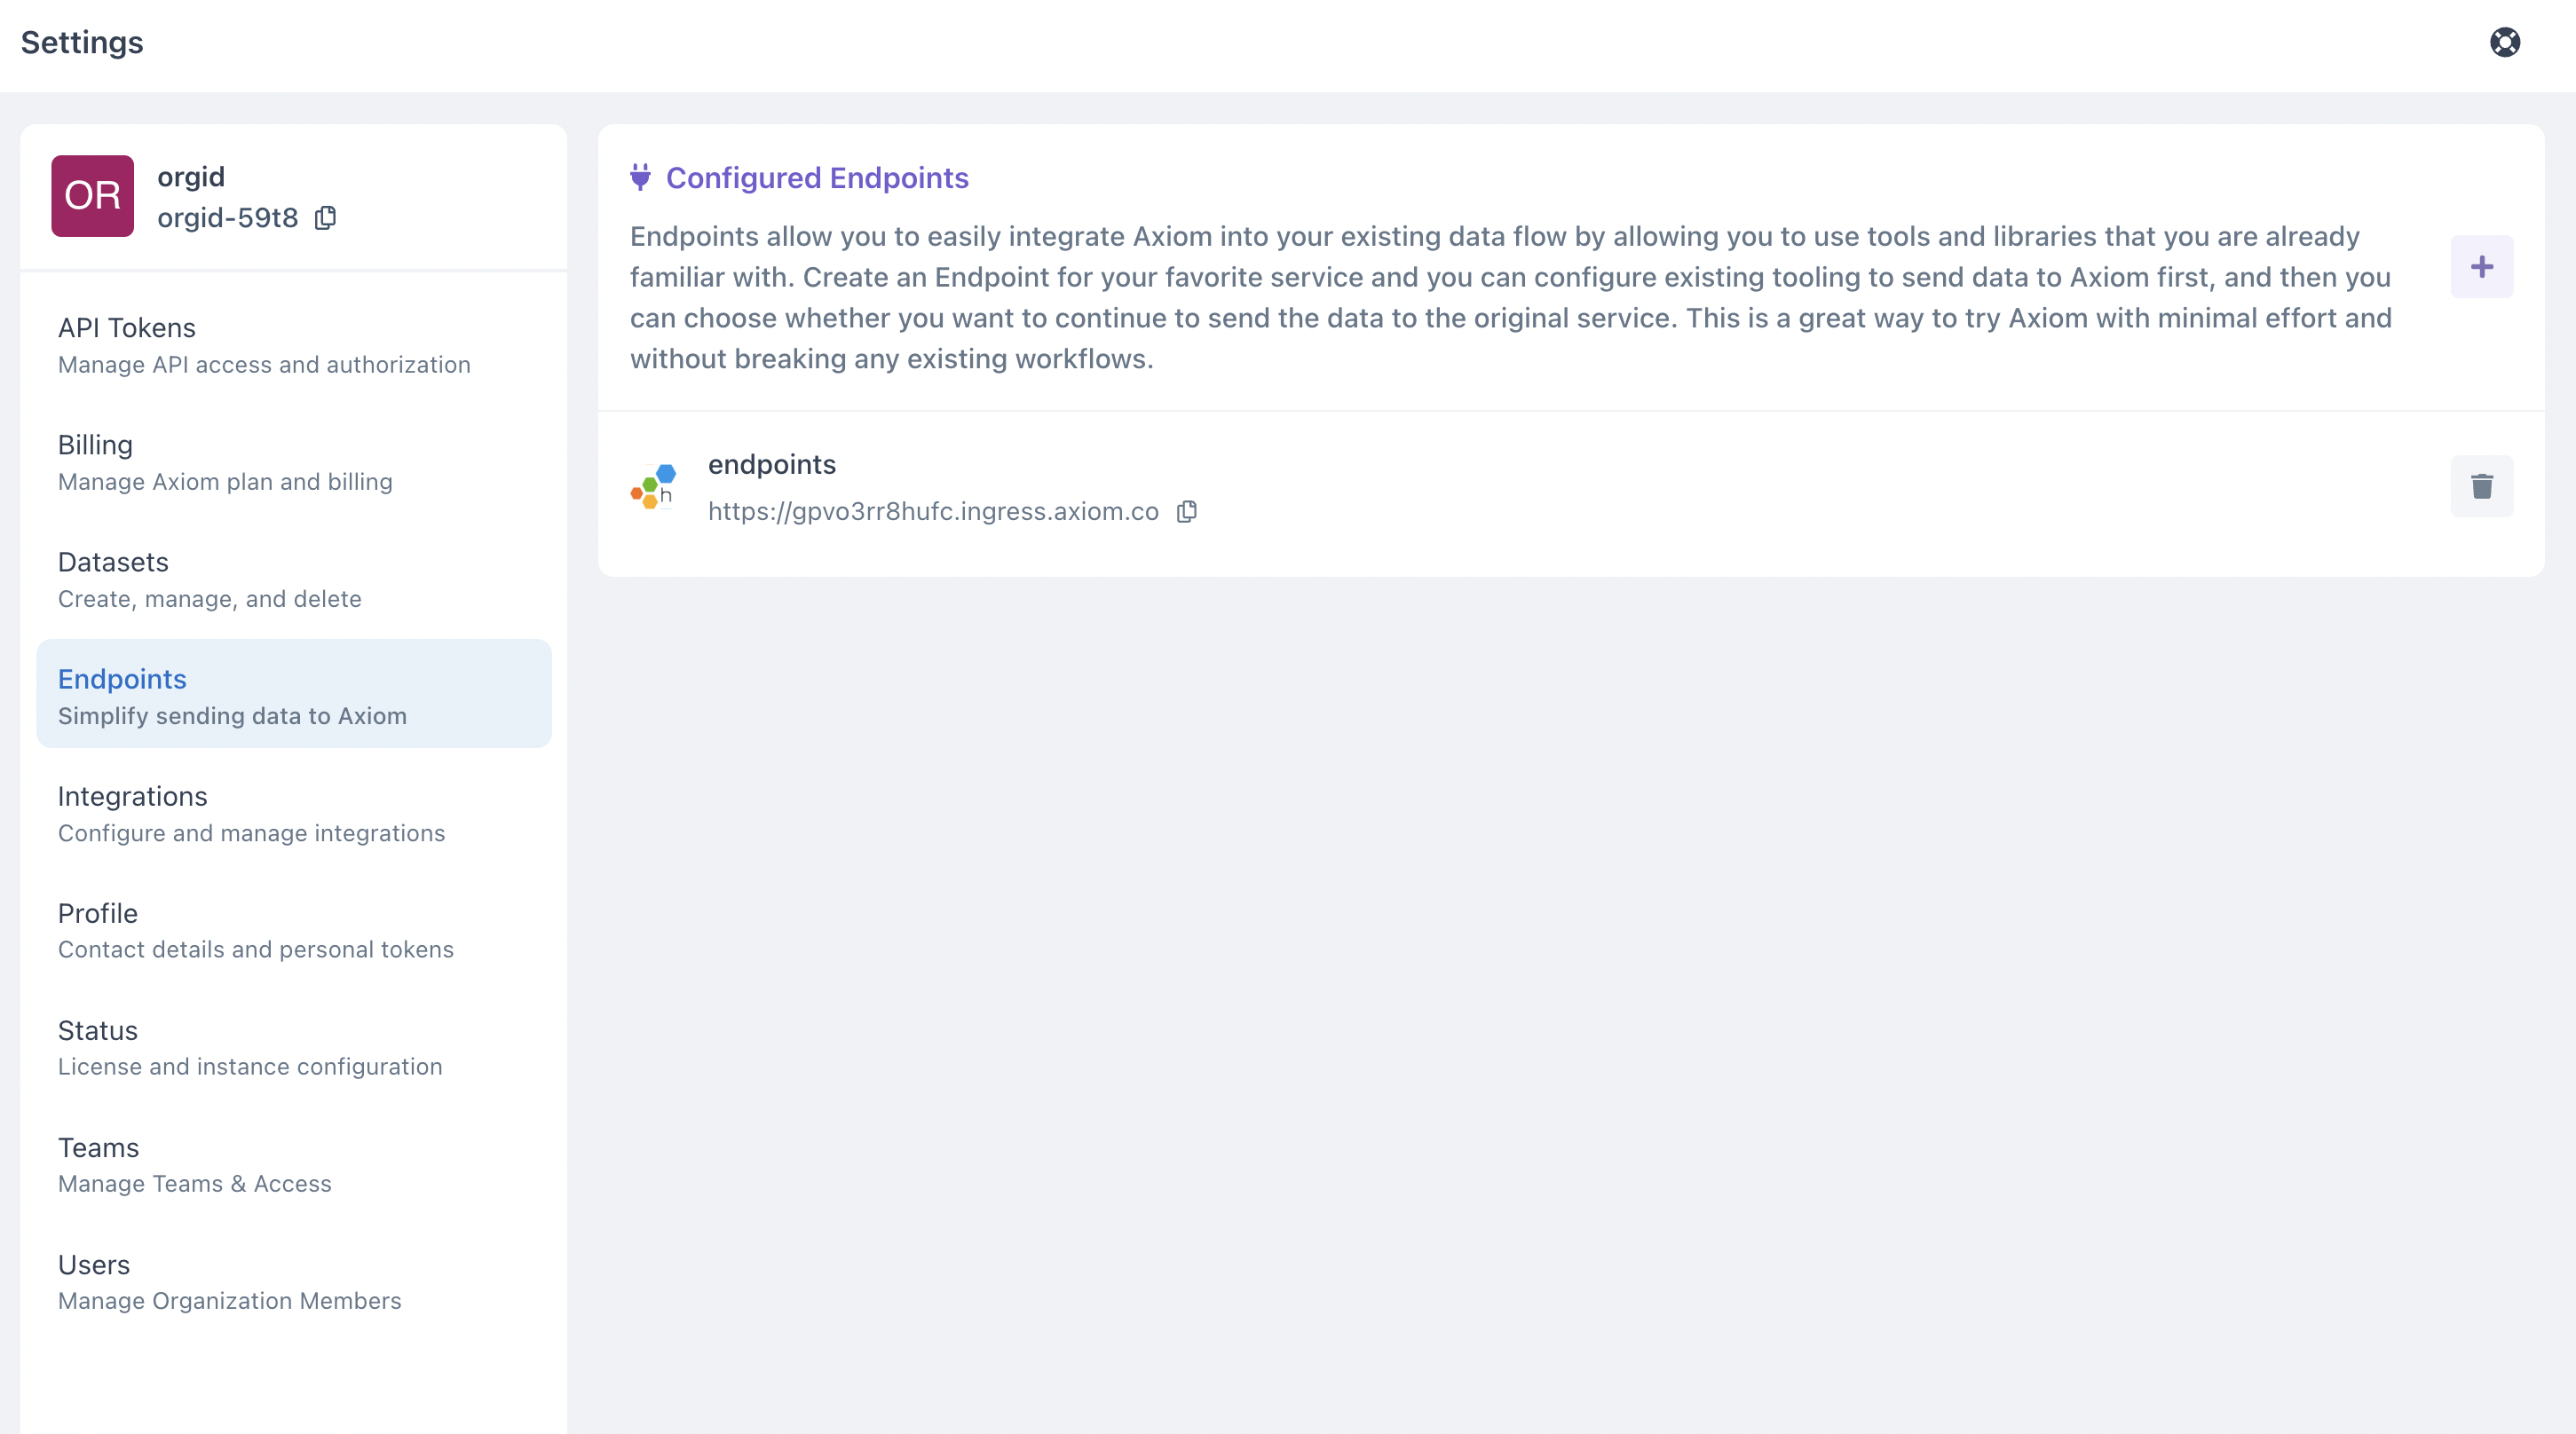 Settings
OR
orgid
orgid-59t8
API Tokens
Manage API access and authorization
Billing
Manage Axiom plan and billing
Datasets
Create, manage, and delete
Endpoints
Simplify sending data to Axiom
Integrations
Configure and manage integrations
Profile
Contact details and personal tokens
Status
License and instance configuration
Teams
Manage Teams & Access
Users
Manage Organization Members
Configured Endpoints
Endpoints allow you to easily integrate Axiom into your existing data flow by allowing you to use tools and libraries that you are already
familiar with. Create an Endpoint for your favorite service and you can configure existing tooling to send data to Axiom first, and then you
can choose whether you want to continue to send the data to the original service. This is a great way to try Axiom with minimal effort and
without breaking any existing workflows.
h
endpoints
https://gpvo3rr8hufc.ingress.axiom.co